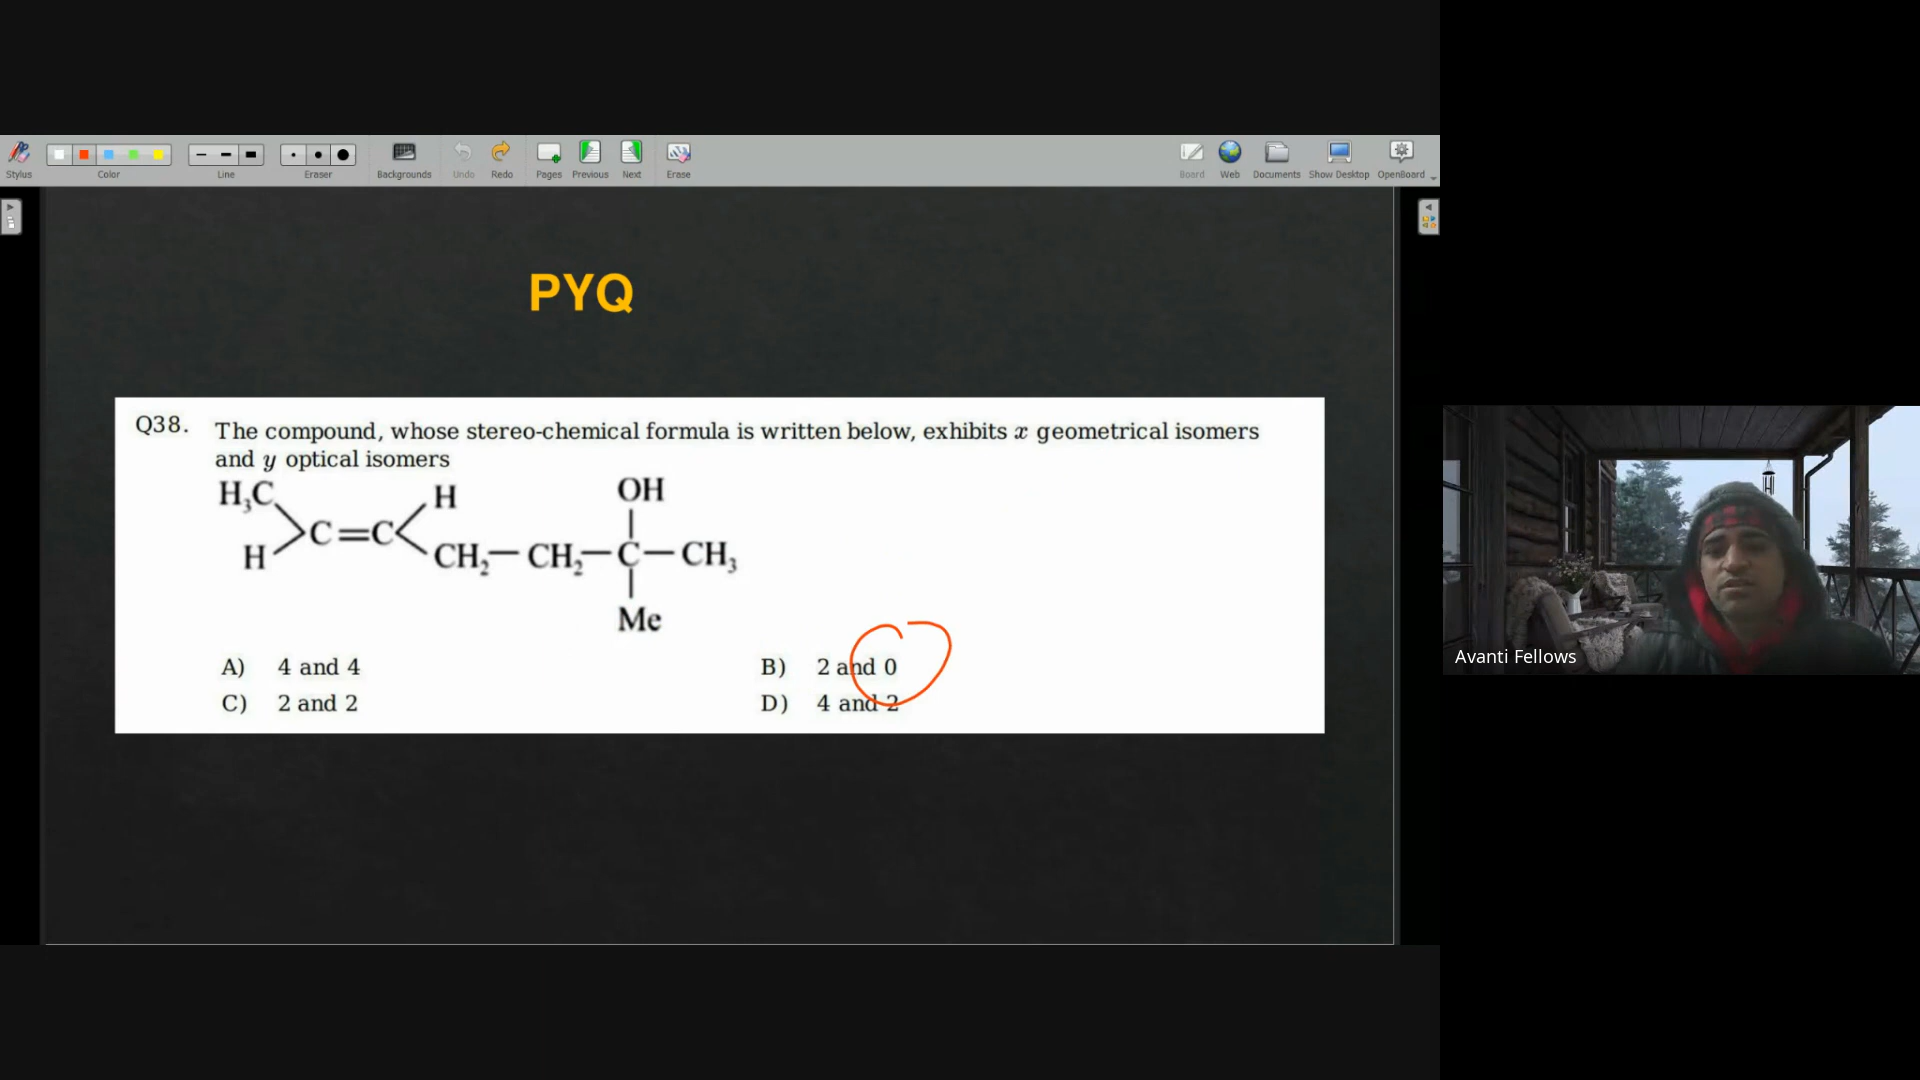 Stylus Color Line Eraser Backgrounds Undo Redo Pages Previous Next Erase Board Web Documents Show Desktop OpenBoard
PYQ
Q38. The compound, whose stereo-chemical formula is written below, exhibits x geometrical isomers
and y optical isomers
H₃C H OH
C=C
H CH₂—CH₂—C—CH₃
Me
A) 4 and 4 B) 2 and 0
C) 2 and 2 D) 4 and 2
Avanti Fellows